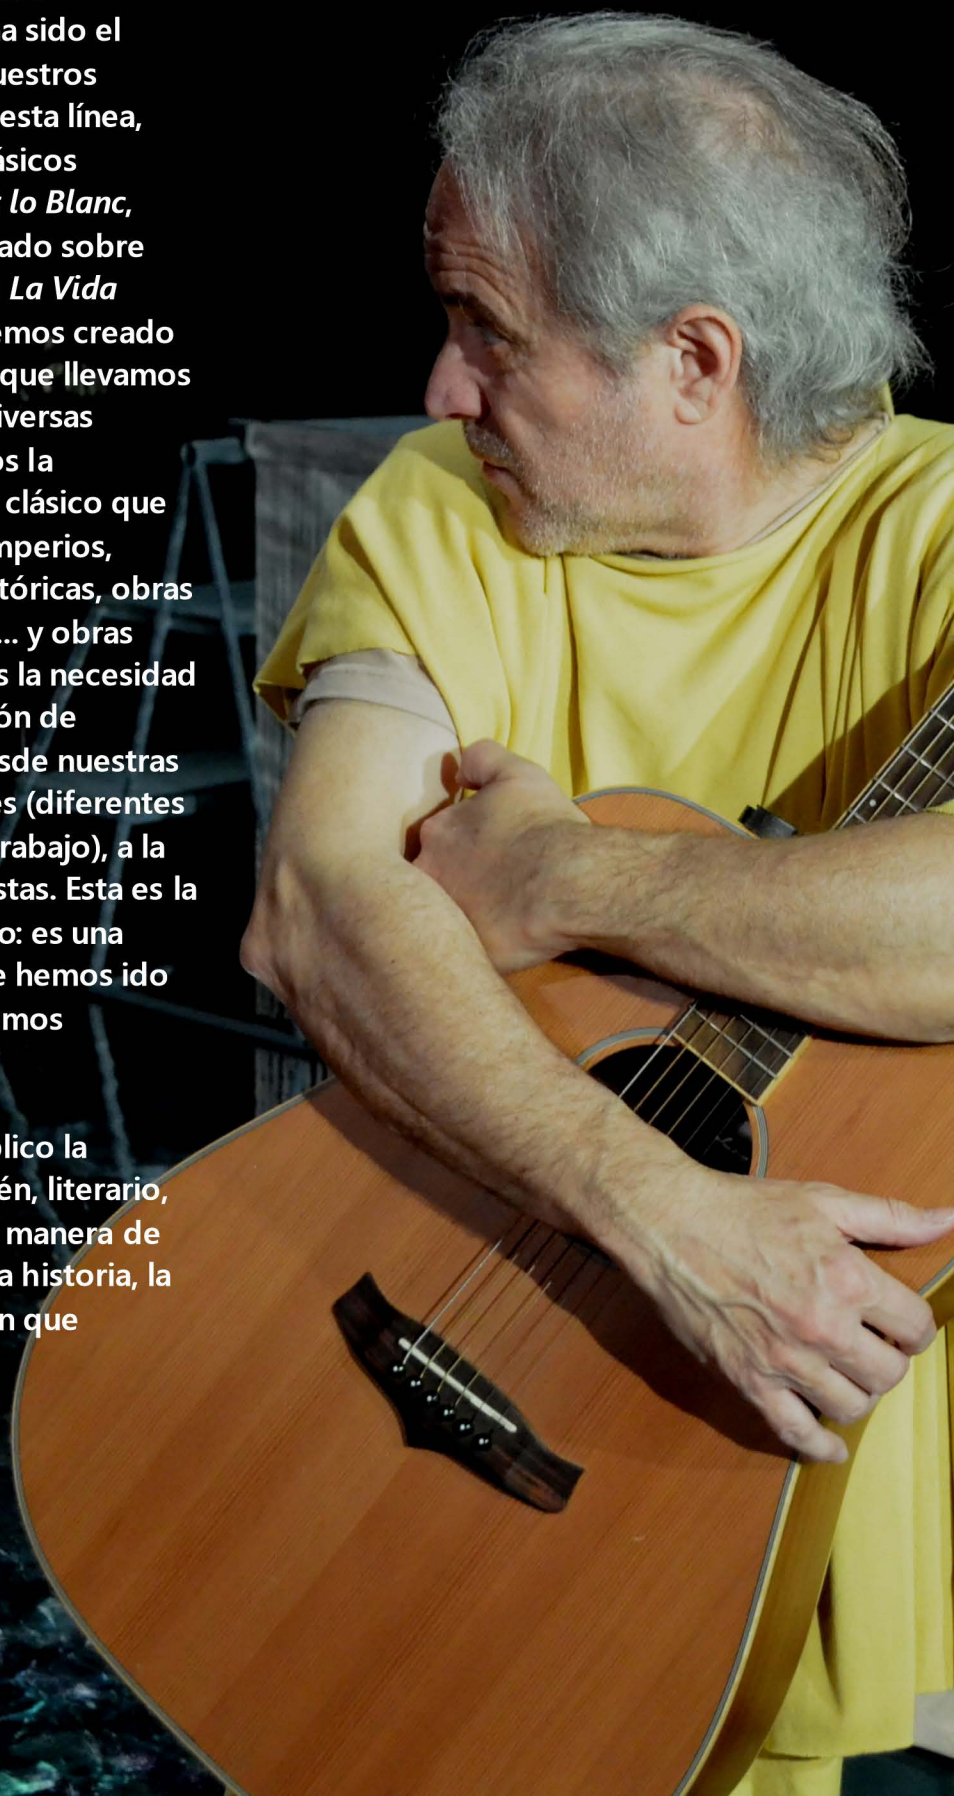 a sido el
uestros
esta línea,
ásicos
lo Blanc,
ado sobre
La Vida
emos creado
que llevamos
iversas
os la
clásico que
mperios,
tóricas, obras
... y obras
s la necesidad
ón de
sde nuestras
es (diferentes
rabajo), a la
stas. Esta es la
o: es una
e hemos ido
mos
lico la
én, literario,
manera de
a historia, la
n que